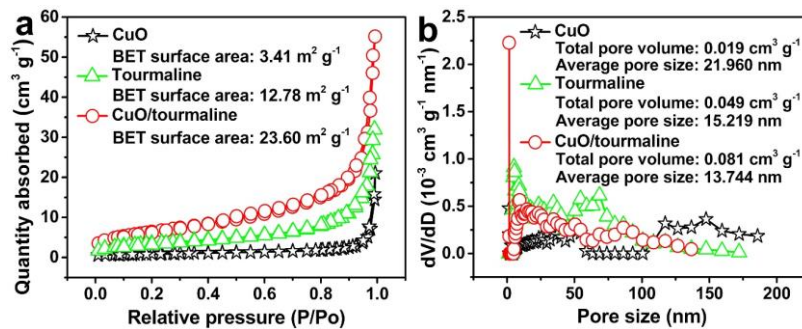 a
CuO
BET surface area: 3.41 m² g⁻¹
Tourmaline
BET surface area: 12.78 m² g⁻¹
CuO/tourmaline
BET surface area: 23.60 m² g⁻¹
Quantity absorbed (cm³ g⁻¹)
60
50
40
30
20
10
0
0.0 0.2 0.4 0.6 0.8 1.0
Relative pressure (P/Po)
b
CuO
Total pore volume: 0.019 cm³ g⁻¹
Average pore size: 21.960 nm
Tourmaline
Total pore volume: 0.049 cm³ g⁻¹
Average pore size: 15.219 nm
CuO/tourmaline
Total pore volume: 0.081 cm³ g⁻¹
Average pore size: 13.744 nm
dV/dD (10⁻³ cm³ g⁻¹ nm⁻¹)
2.5
2.0
1.5
1.0
0.5
0.0
0 50 100 150 200
Pore size (nm)